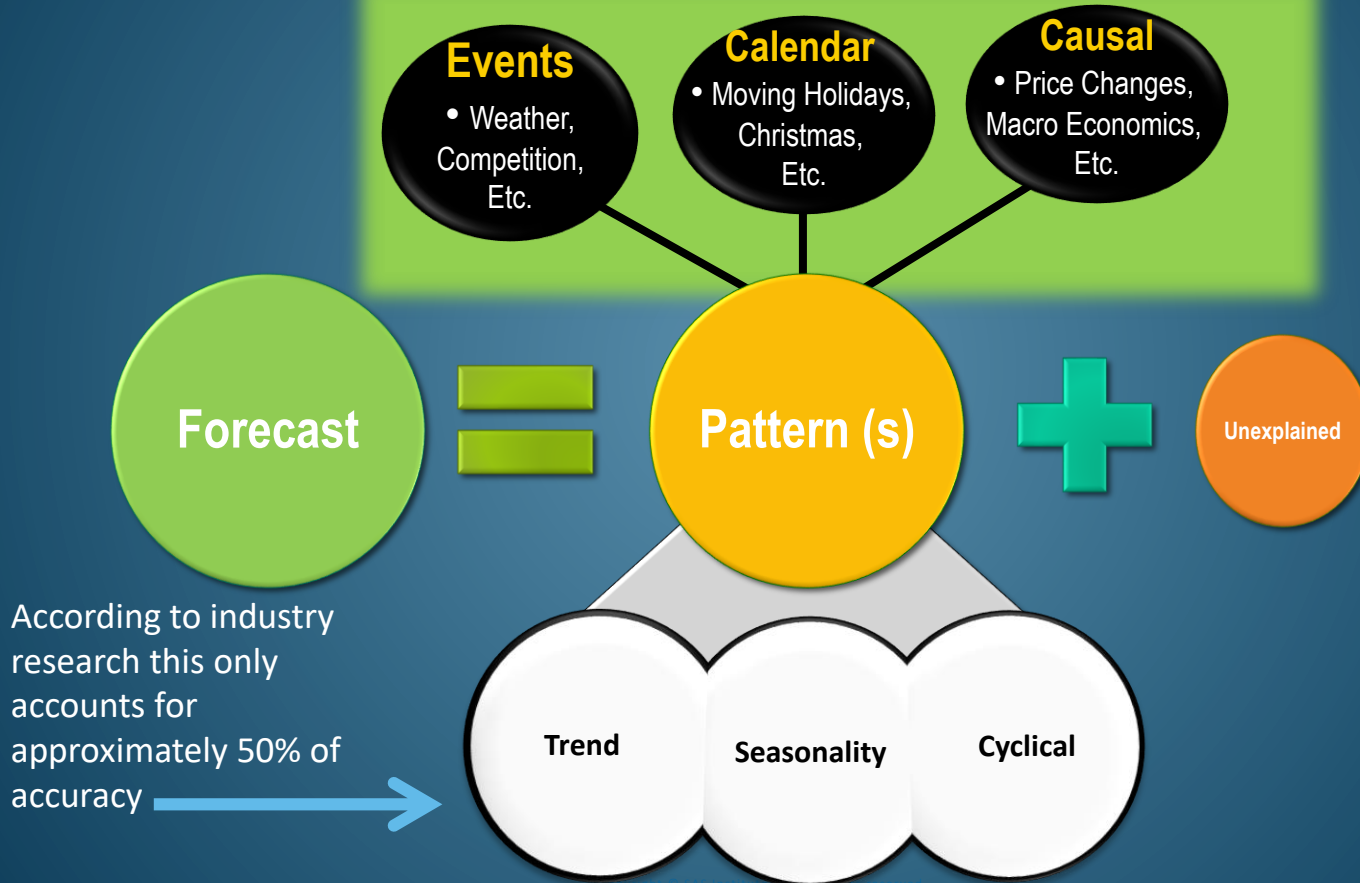 Events
• Weather,
Competition,
Etc.
Calendar
• Moving Holidays,
Christmas,
Etc.
Causal
• Price Changes,
Macro Economics,
Etc.
Forecast
Pattern (s)
Unexplained
According to industry
research this only
accounts for
approximately 50% of
accuracy
Trend
Seasonality
Cyclical